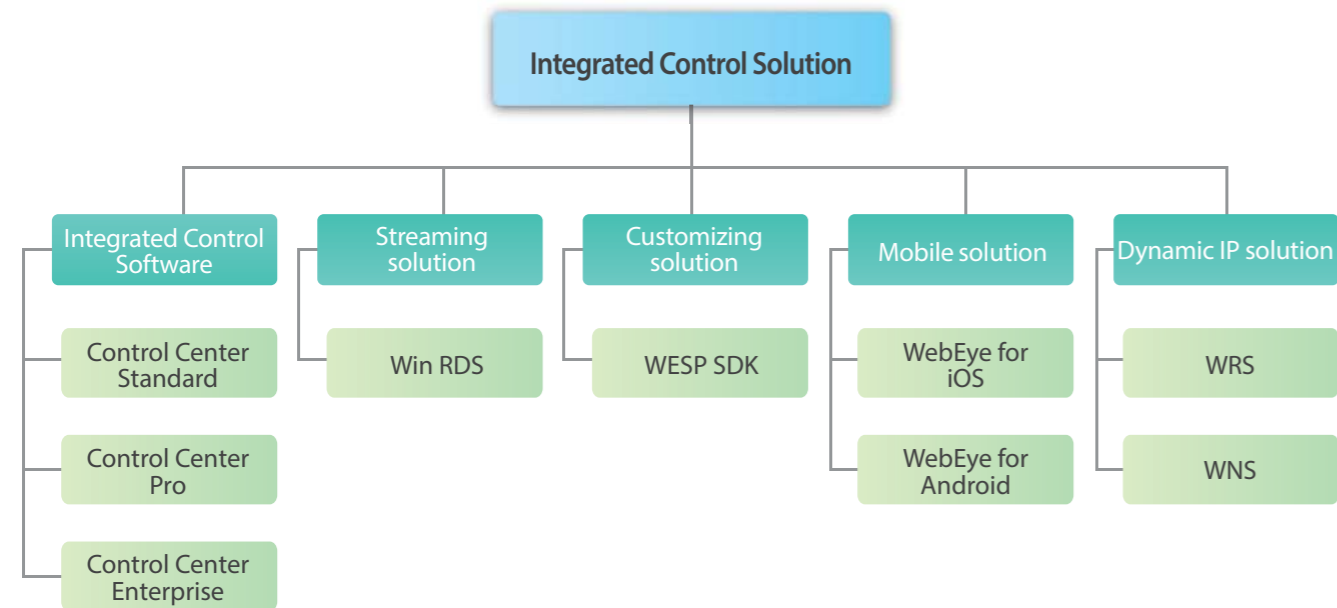 Integrated Control Solution
Integrated Control
Software
Streaming
solution
Customizing
solution
Mobile solution
Dynamic IP solution
Control Center
Standard
Win RDS
WESP SDK
WebEye for
iOS
WRS
Control Center
Pro
WebEye for
Android
WNS
Control Center
Enterprise